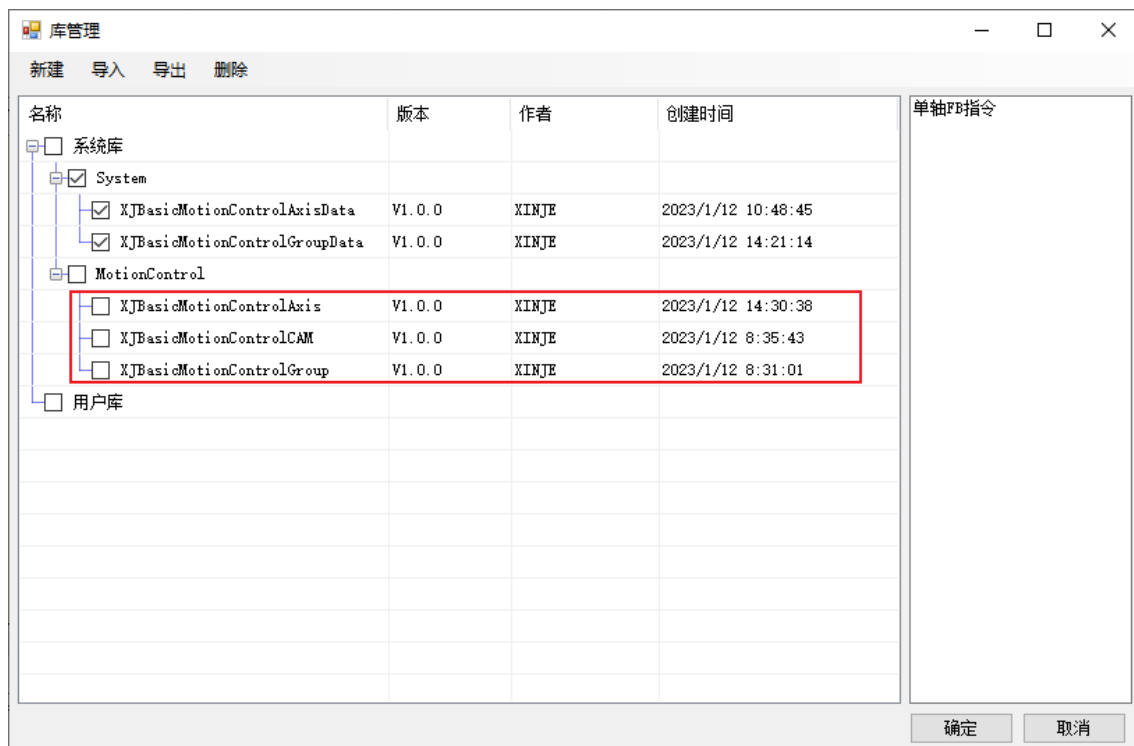 库管理
新建 导入 导出 删除
名称 版本 作者 创建时间 单轴FB指令
系统库
System
XJBasicMotionControlAxisData V1.0.0 XINJE 2023/1/12 10:48:45
XJBasicMotionControlGroupData V1.0.0 XINJE 2023/1/12 14:21:14
MotionControl
XJBasicMotionControlAxis V1.0.0 XINJE 2023/1/12 14:30:38
XJBasicMotionControlCAM V1.0.0 XINJE 2023/1/12 8:35:43
XJBasicMotionControlGroup V1.0.0 XINJE 2023/1/12 8:31:01
用户库
确定 取消